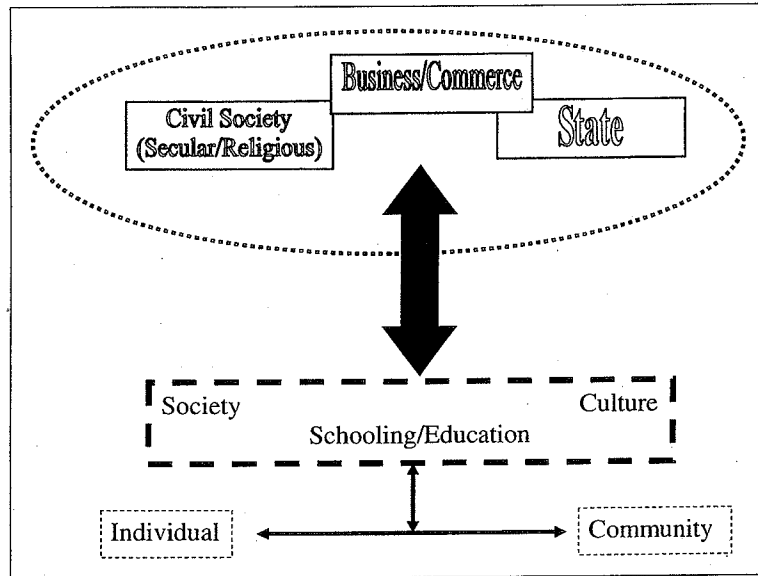 Business/Commerce
Civil Society
(Secular/Religious)
State
Society
Culture
Schooling/Education
Individual
Community